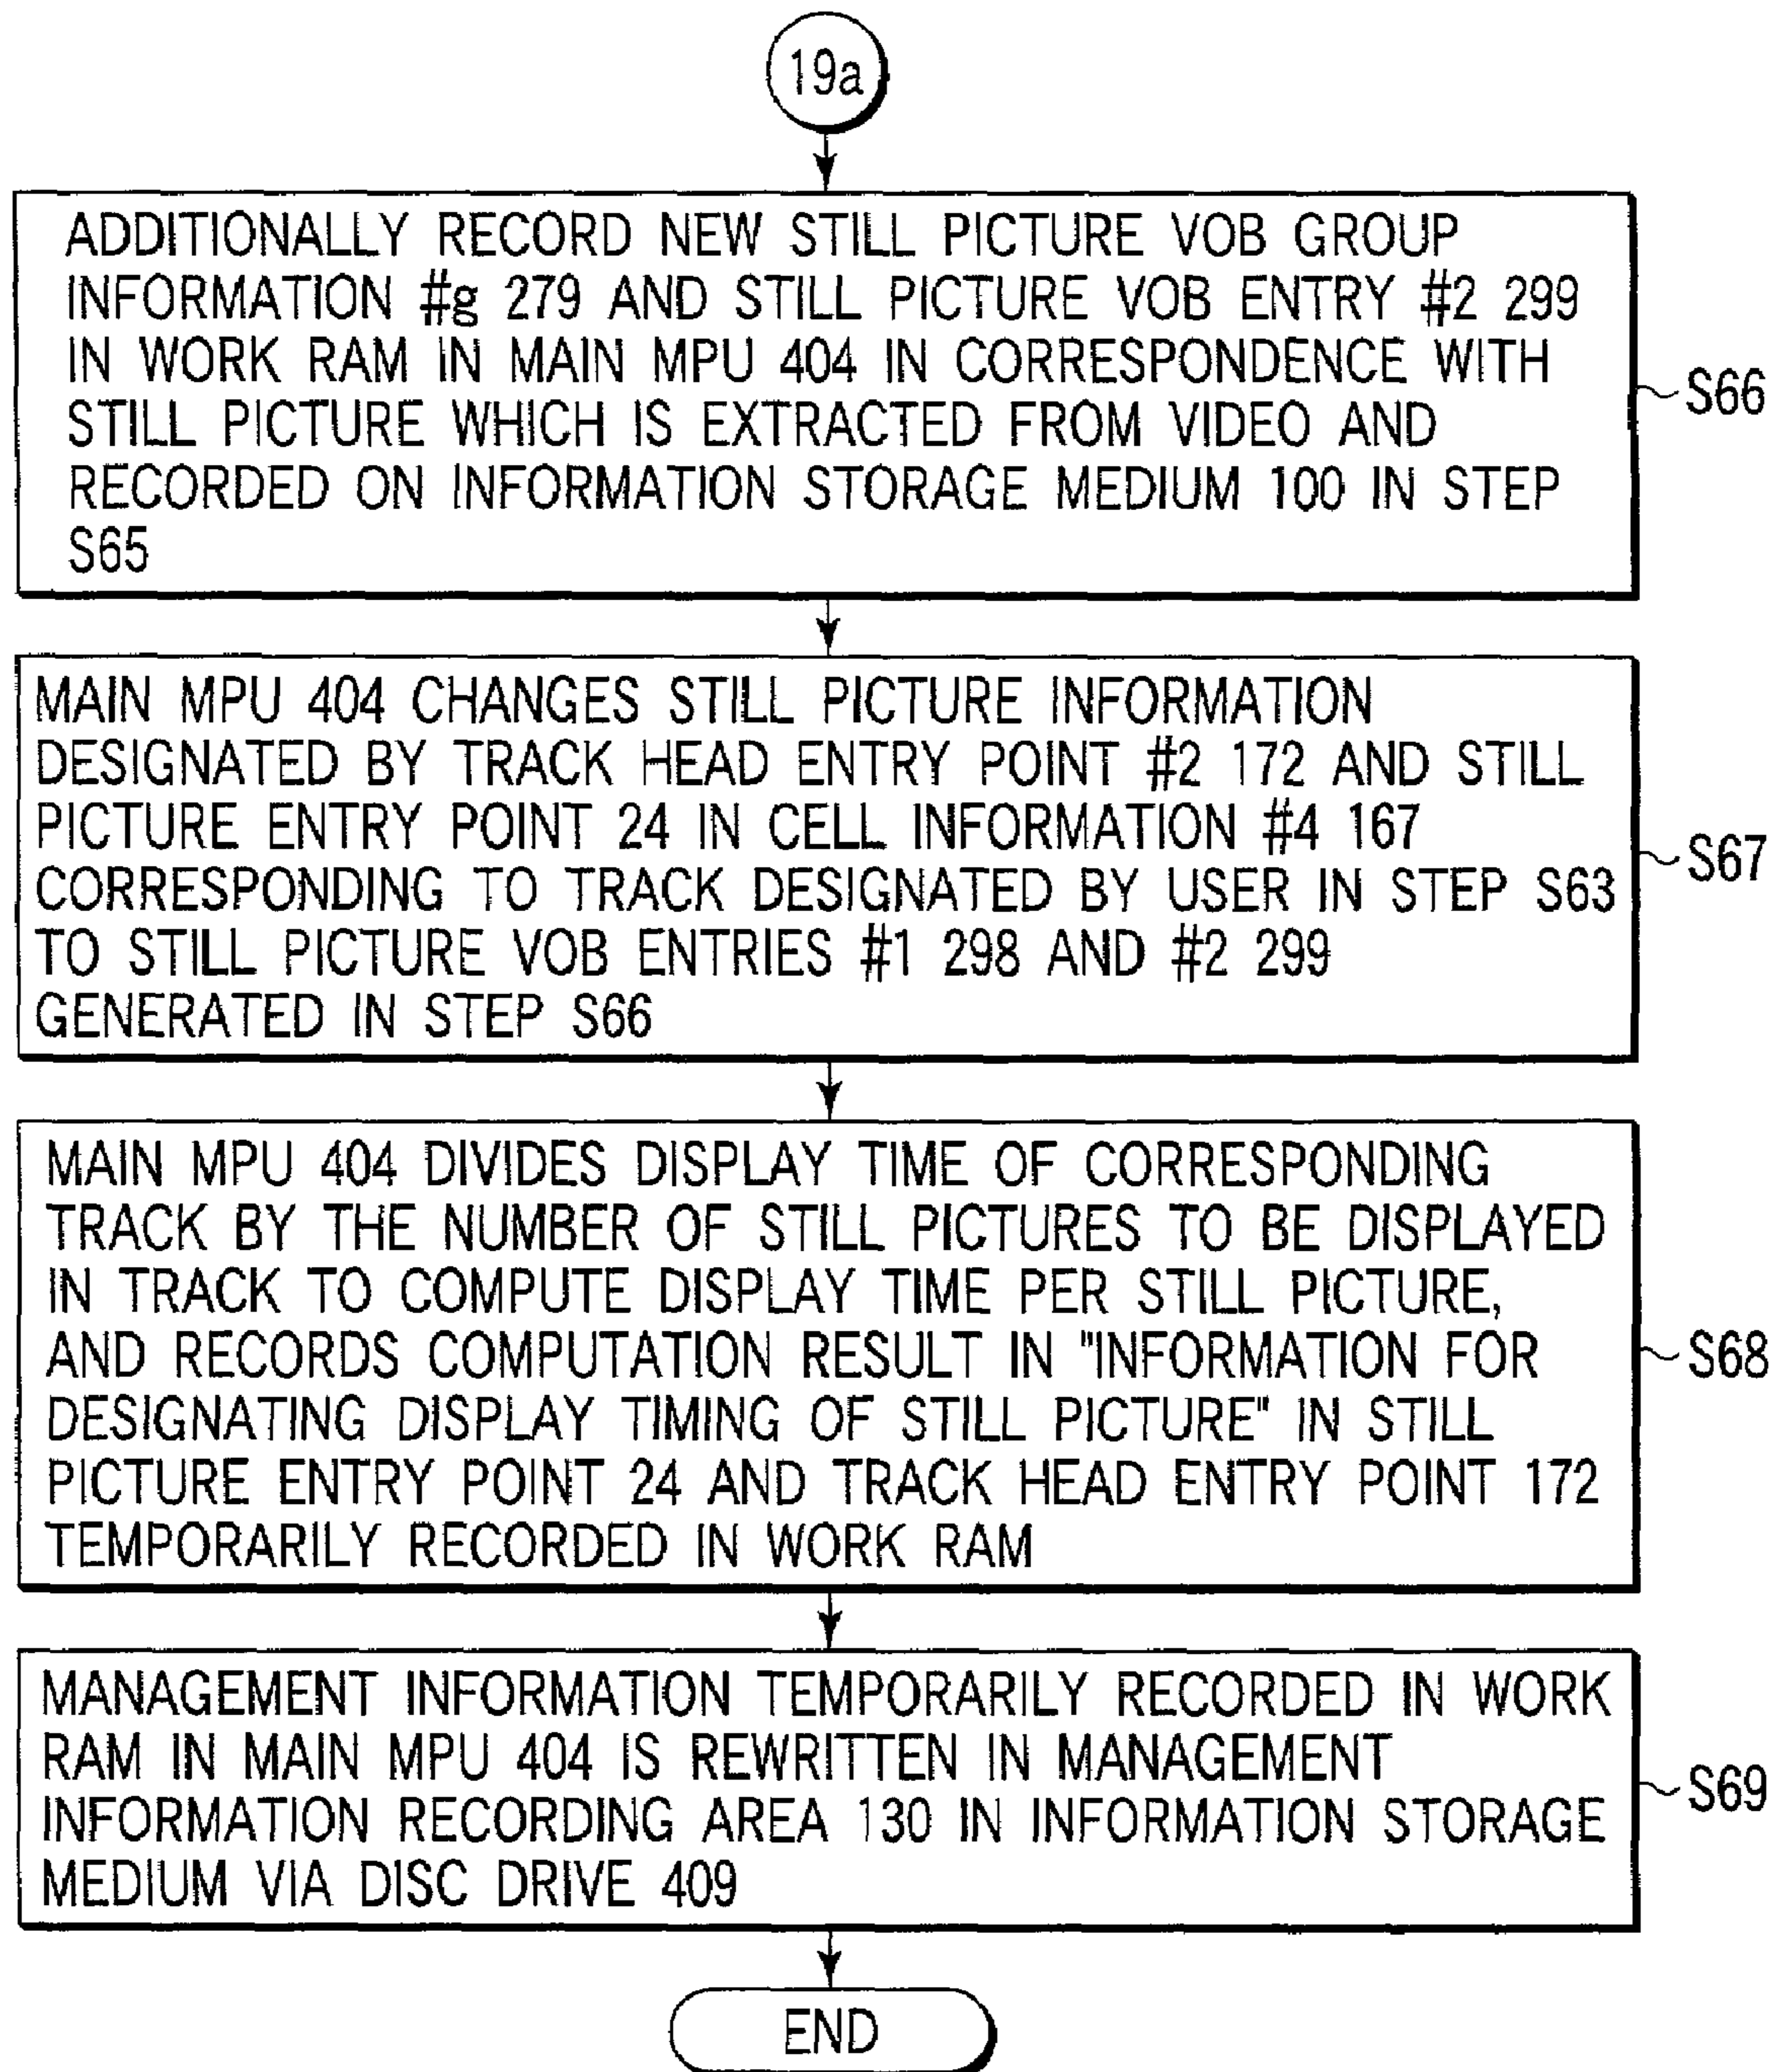 19a
ADDITIONALLY RECORD NEW STILL PICTURE VOB GROUP
INFORMATION #g 279 AND STILL PICTURE VOB ENTRY #2 299
IN WORK RAM IN MAIN MPU 404 IN CORRESPONDENCE WITH
STILL PICTURE WHICH IS EXTRACTED FROM VIDEO AND
RECORDED ON INFORMATION STORAGE MEDIUM 100 IN STEP
S65
S66
MAIN MPU 404 CHANGES STILL PICTURE INFORMATION
DESIGNATED BY TRACK HEAD ENTRY POINT #2 172 AND STILL
PICTURE ENTRY POINT 24 IN CELL INFORMATION #4 167
CORRESPONDING TO TRACK DESIGNATED BY USER IN STEP S63
TO STILL PICTURE VOB ENTRIES #1 298 AND #2 299
GENERATED IN STEP S66
S67
MAIN MPU 404 DIVIDES DISPLAY TIME OF CORRESPONDING
TRACK BY THE NUMBER OF STILL PICTURES TO BE DISPLAYED
IN TRACK TO COMPUTE DISPLAY TIME PER STILL PICTURE,
AND RECORDS COMPUTATION RESULT IN "INFORMATION FOR
DESIGNATING DISPLAY TIMING OF STILL PICTURE" IN STILL
PICTURE ENTRY POINT 24 AND TRACK HEAD ENTRY POINT 172
TEMPORARILY RECORDED IN WORK RAM
S68
MANAGEMENT INFORMATION TEMPORARILY RECORDED IN WORK
RAM IN MAIN MPU 404 IS REWRITTEN IN MANAGEMENT
INFORMATION RECORDING AREA 130 IN INFORMATION STORAGE
MEDIUM VIA DISC DRIVE 409
S69
END